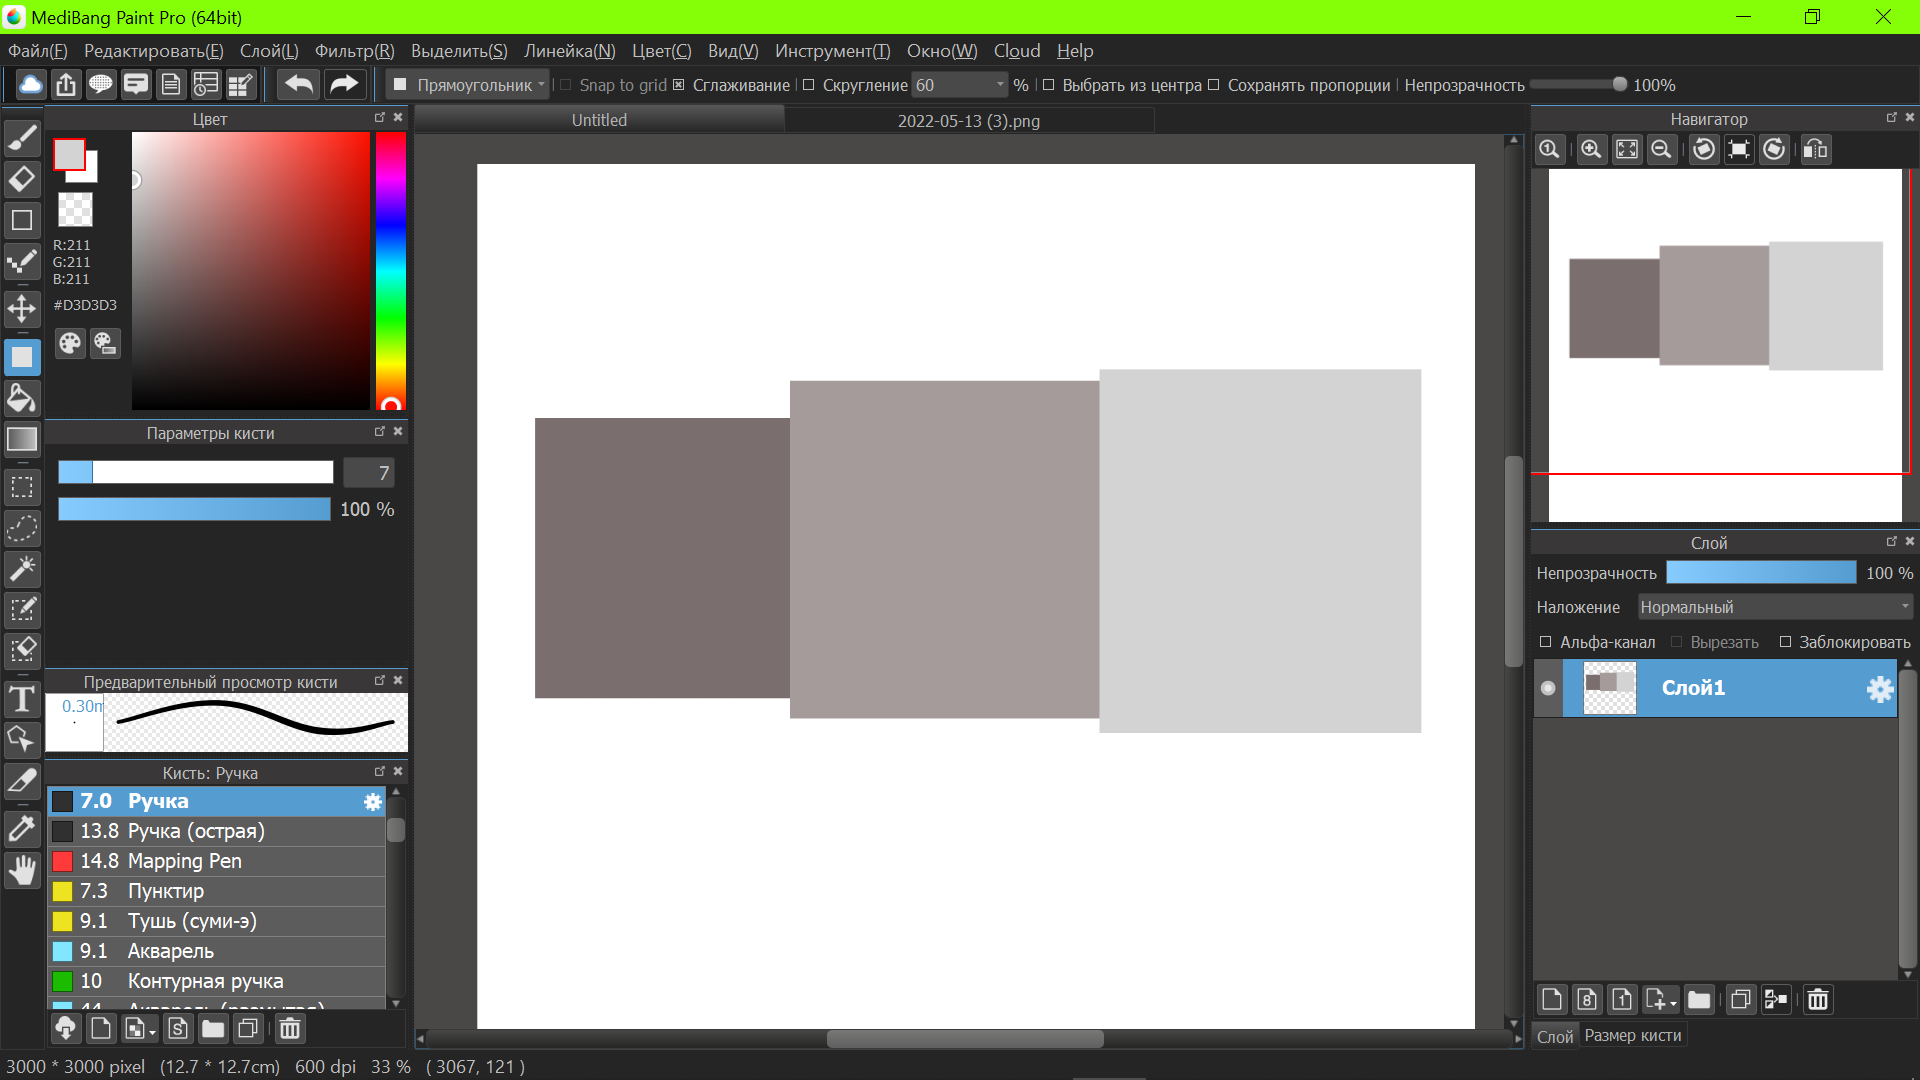 MediBang Paint Pro (64bit)
Файл(F) Редактировать(E) Слой(L) Фильтр(R) Выделить(S) Линейка(N) Цвет(C) Вид(V) Инструмент(T) Окно(W) Cloud Help
Прямоугольник Snap to grid Сглаживание Скругление 60 % Выбрать из центра Сохранять пропорции Непрозрачность 100%
Цвет
R:211
G:211
B:211
#D3D3D3
Параметры кисти
7
100 %
Предварительный просмотр кисти
Кисть: Ручка
7.0 Ручка
13.8 Ручка (острая)
14.8 Mapping Pen
7.3 Пунктир
9.1 Тушь (суми-э)
9.1 Акварель
10 Контурная ручка
44 Акварель (размытая)
Untitled
2022-05-13 (3).png
Навигатор
Слой
Непрозрачность 100 %
Наложение Нормальный
Альфа-канал Вырезать Заблокировать
Слой1
Слой Размер кисти
3000 * 3000 pixel (12.7 * 12.7cm) 600 dpi 33 % ( 3067, 121 )